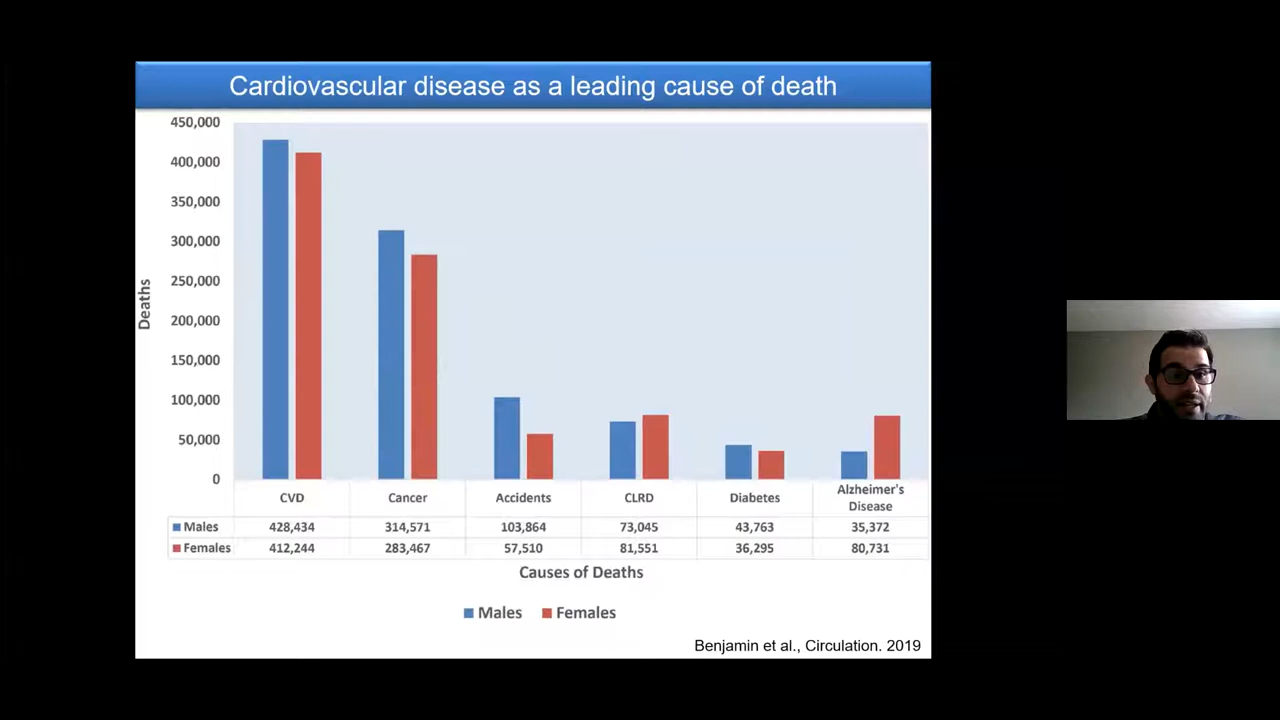 Cardiovascular disease as a leading cause of death
450,000
400,000
350,000
300,000
250,000
200,000
150,000
100,000
50,000
0
Deaths
CVD Cancer Accidents CLRD Diabetes Alzheimer's
Disease
Males 428,434 314,571 103,864 73,045 43,763 35,372
Females 412,244 283,467 57,510 81,551 36,295 80,731
Causes of Deaths
Males Females
Benjamin et al., Circulation. 2019